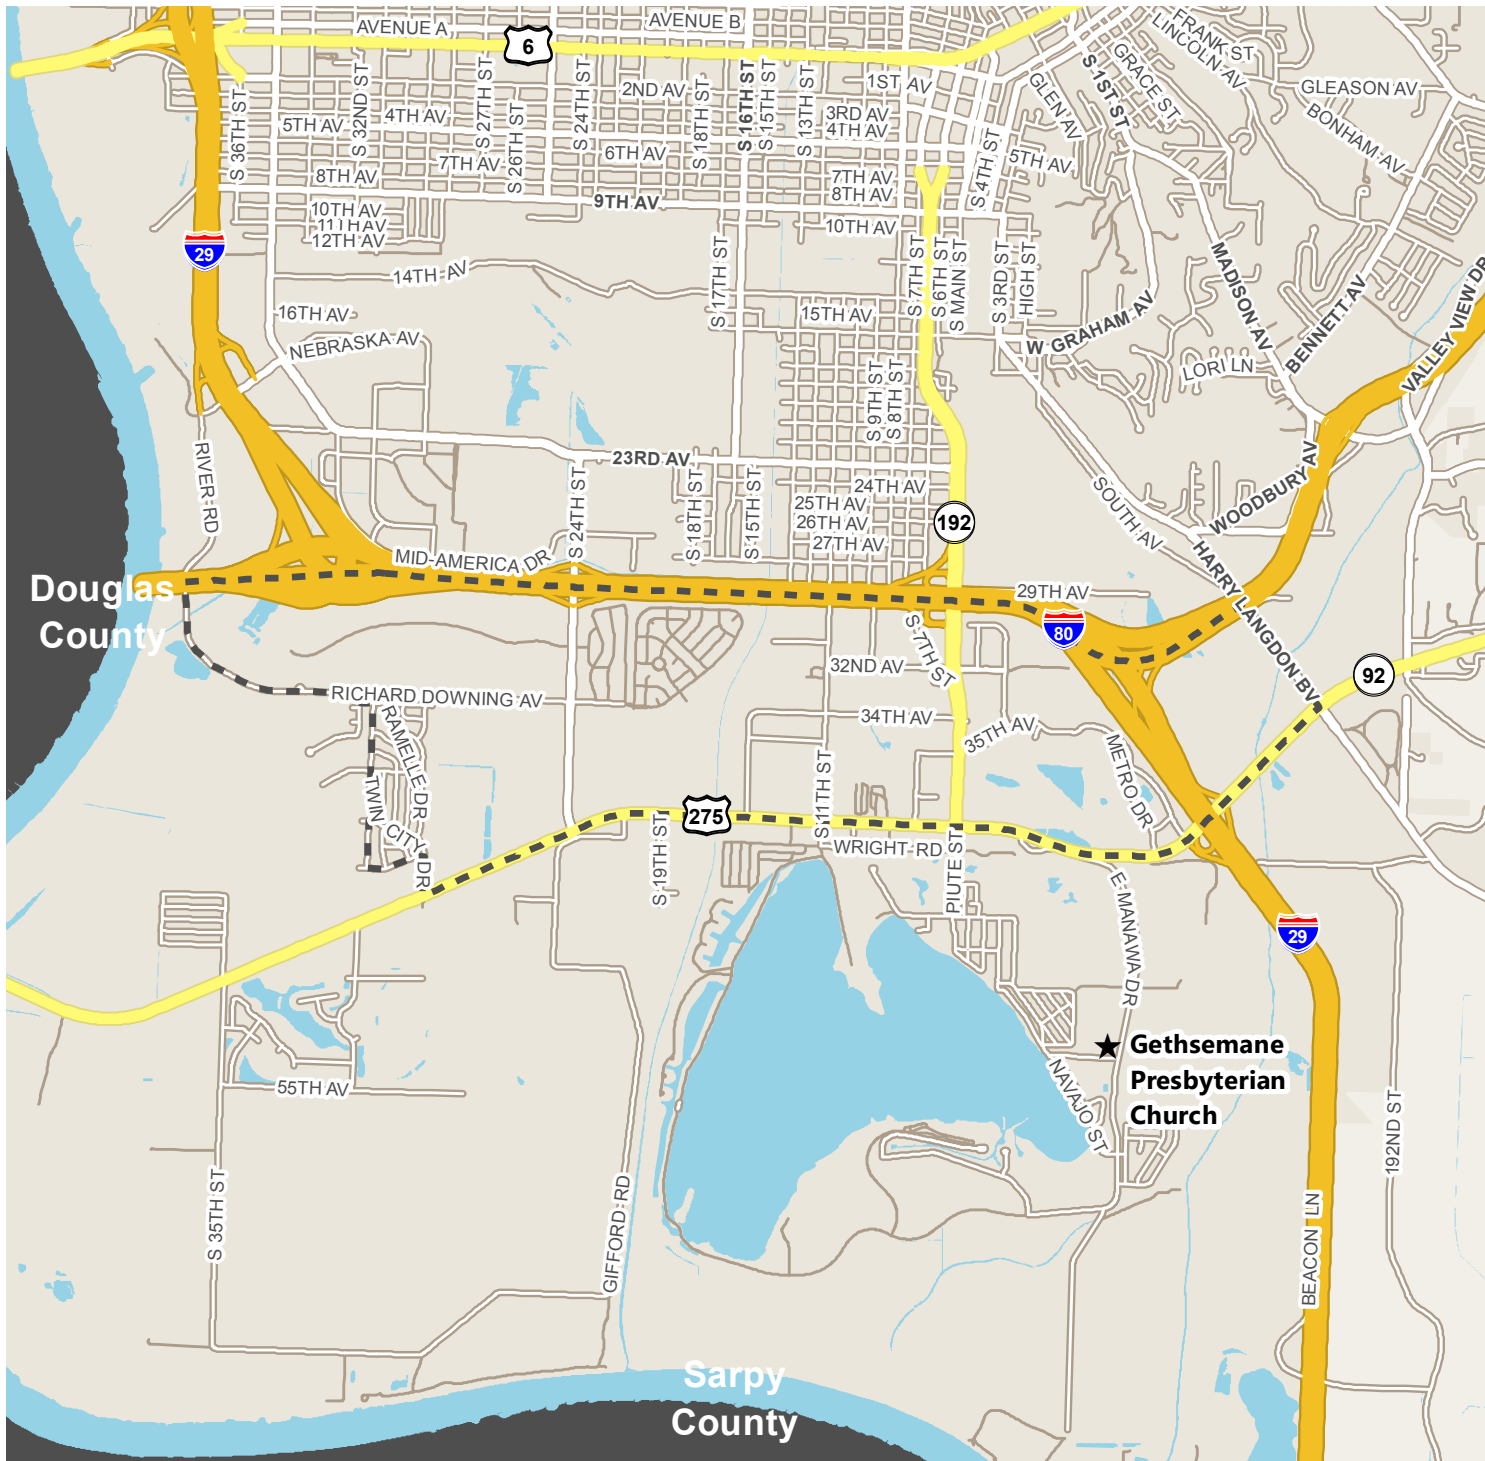 AVENUE A
AVENUE B
6
FRANK ST
LINCOLN AV
GRACE ST
S 1ST ST
GLEN AV
GLEASON AV
BONHAM AV
S 36TH ST
S 32ND ST
S 27TH ST
S 26TH ST
S 24TH ST
S 18TH ST
S 16TH ST
S 15TH ST
S 13TH ST
1ST AV
2ND AV
3RD AV
4TH AV
5TH AV
4TH AV
6TH AV
7TH AV
8TH AV
7TH AV
8TH AV
5TH AV
S 4TH ST
9TH AV
10TH AV
11TH AV
12TH AV
10TH AV
29
14TH AV
S 17TH ST
S 7TH ST
S 6TH ST
S MAIN ST
S 3RD ST
HIGH ST
MADISON AV
BENNETT AV
VALLEY VIEW DR
16TH AV
15TH AV
NEBRASKA AV
W GRAHAM AV
LORI LN
S 9TH ST
S 8TH ST
RIVER RD
23RD AV
24TH AV
25TH AV
26TH AV
27TH AV
S 24TH ST
S 18TH ST
S 15TH ST
192
SOUTH AV
WOODBURY AV
HARRY LANGDON BV
MID-AMERICA DR
29TH AV
80
Douglas
County
S 7TH ST
32ND AV
92
RICHARD DOWNING AV
34TH AV
35TH AV
RAMELLE DR
TWIN CITY DR
METRO DR
S 11TH ST
275
S 19TH ST
WRIGHT RD
PIUTE ST
E MANAWA DR
29
Gethsemane
Presbyterian
Church
NAVAJO ST
55TH AV
192ND ST
S 35TH ST
GIFFORD RD
BEACON LN
Sarpy
County